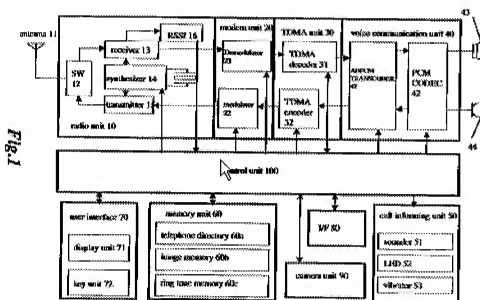 modem unit 20
TDMA unit 30
voice communication unit 40
43
antenna 11
RSSI 16
receiver 13
Demodulator 21
TDMA decoder 31
synthesizer 14
SW 12
ADPCM TRANSCODER
PCM CODEC 42
transmitter
modulator 22
TDMA encoder 32
44
radio unit 10
Fig.1
control unit 100
user interface 70
memory unit 60
I/F 80
call informing unit 50
telephone directory 60a
display unit 71
image memory 60b
sounder 51
key unit 72
ring tone memory 60c
camera unit 90
LED 52
vibrator 53